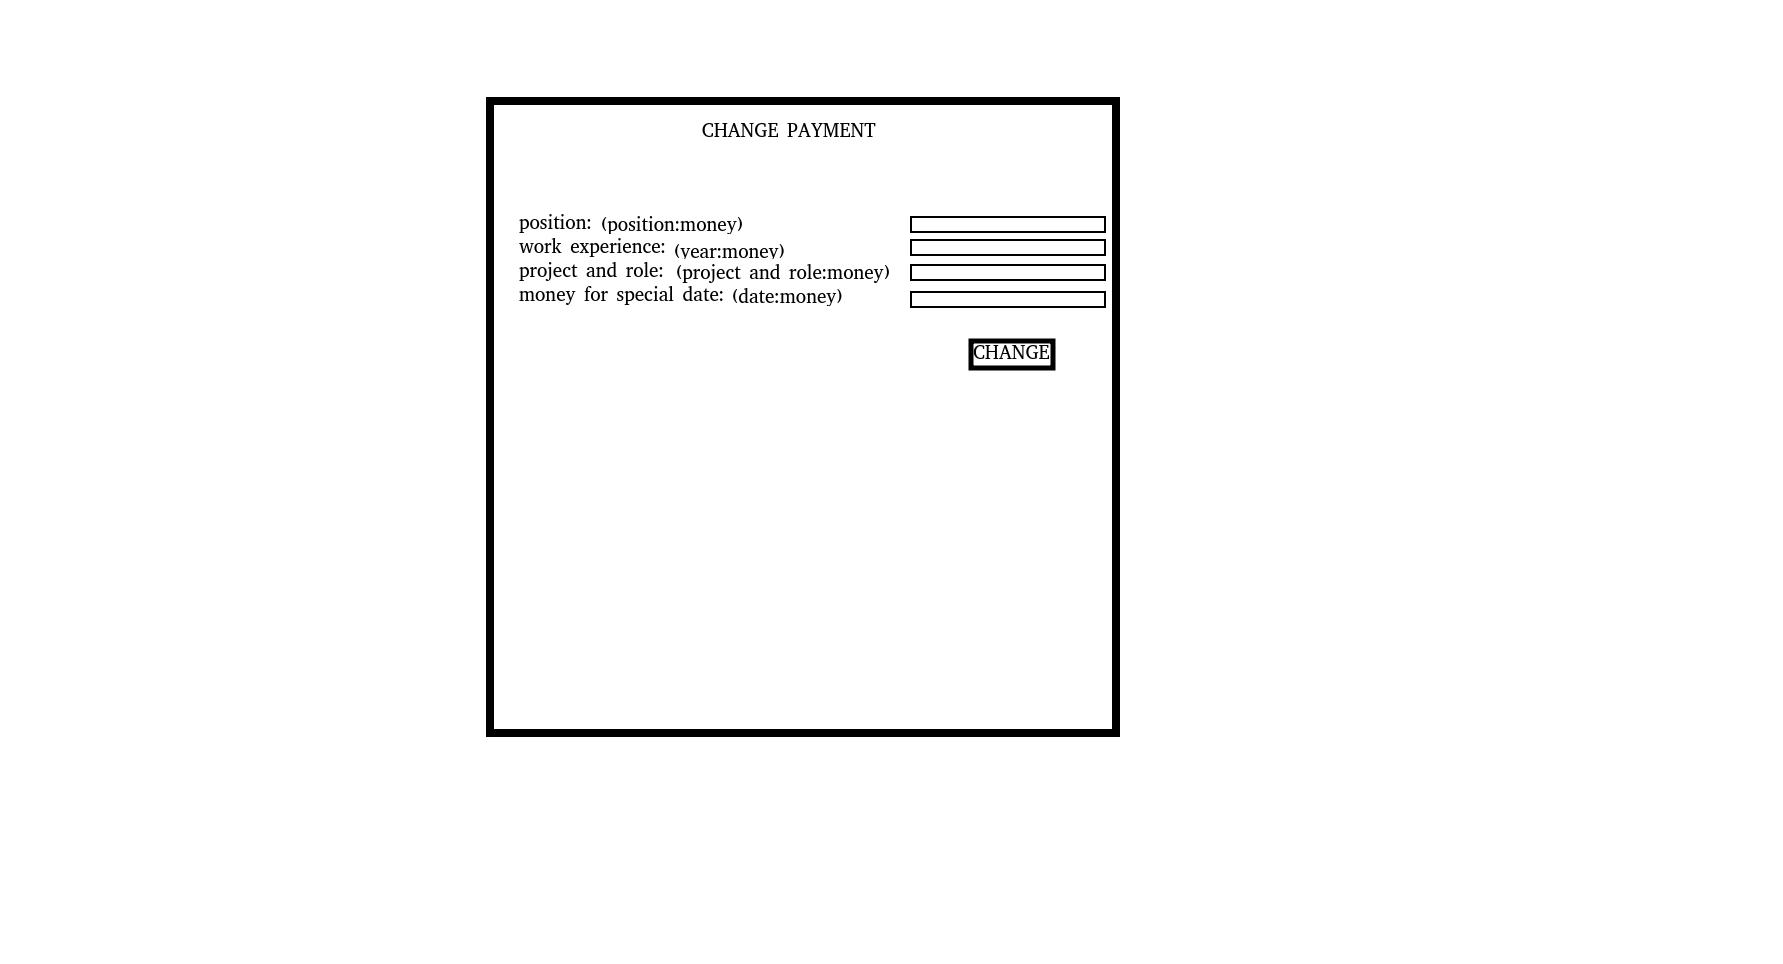 CHANGE PAYMENT
position: (position:money)
work experience: (year:money)
project and role: (project and role:money)
money for special date: (date:money)
CHANGE